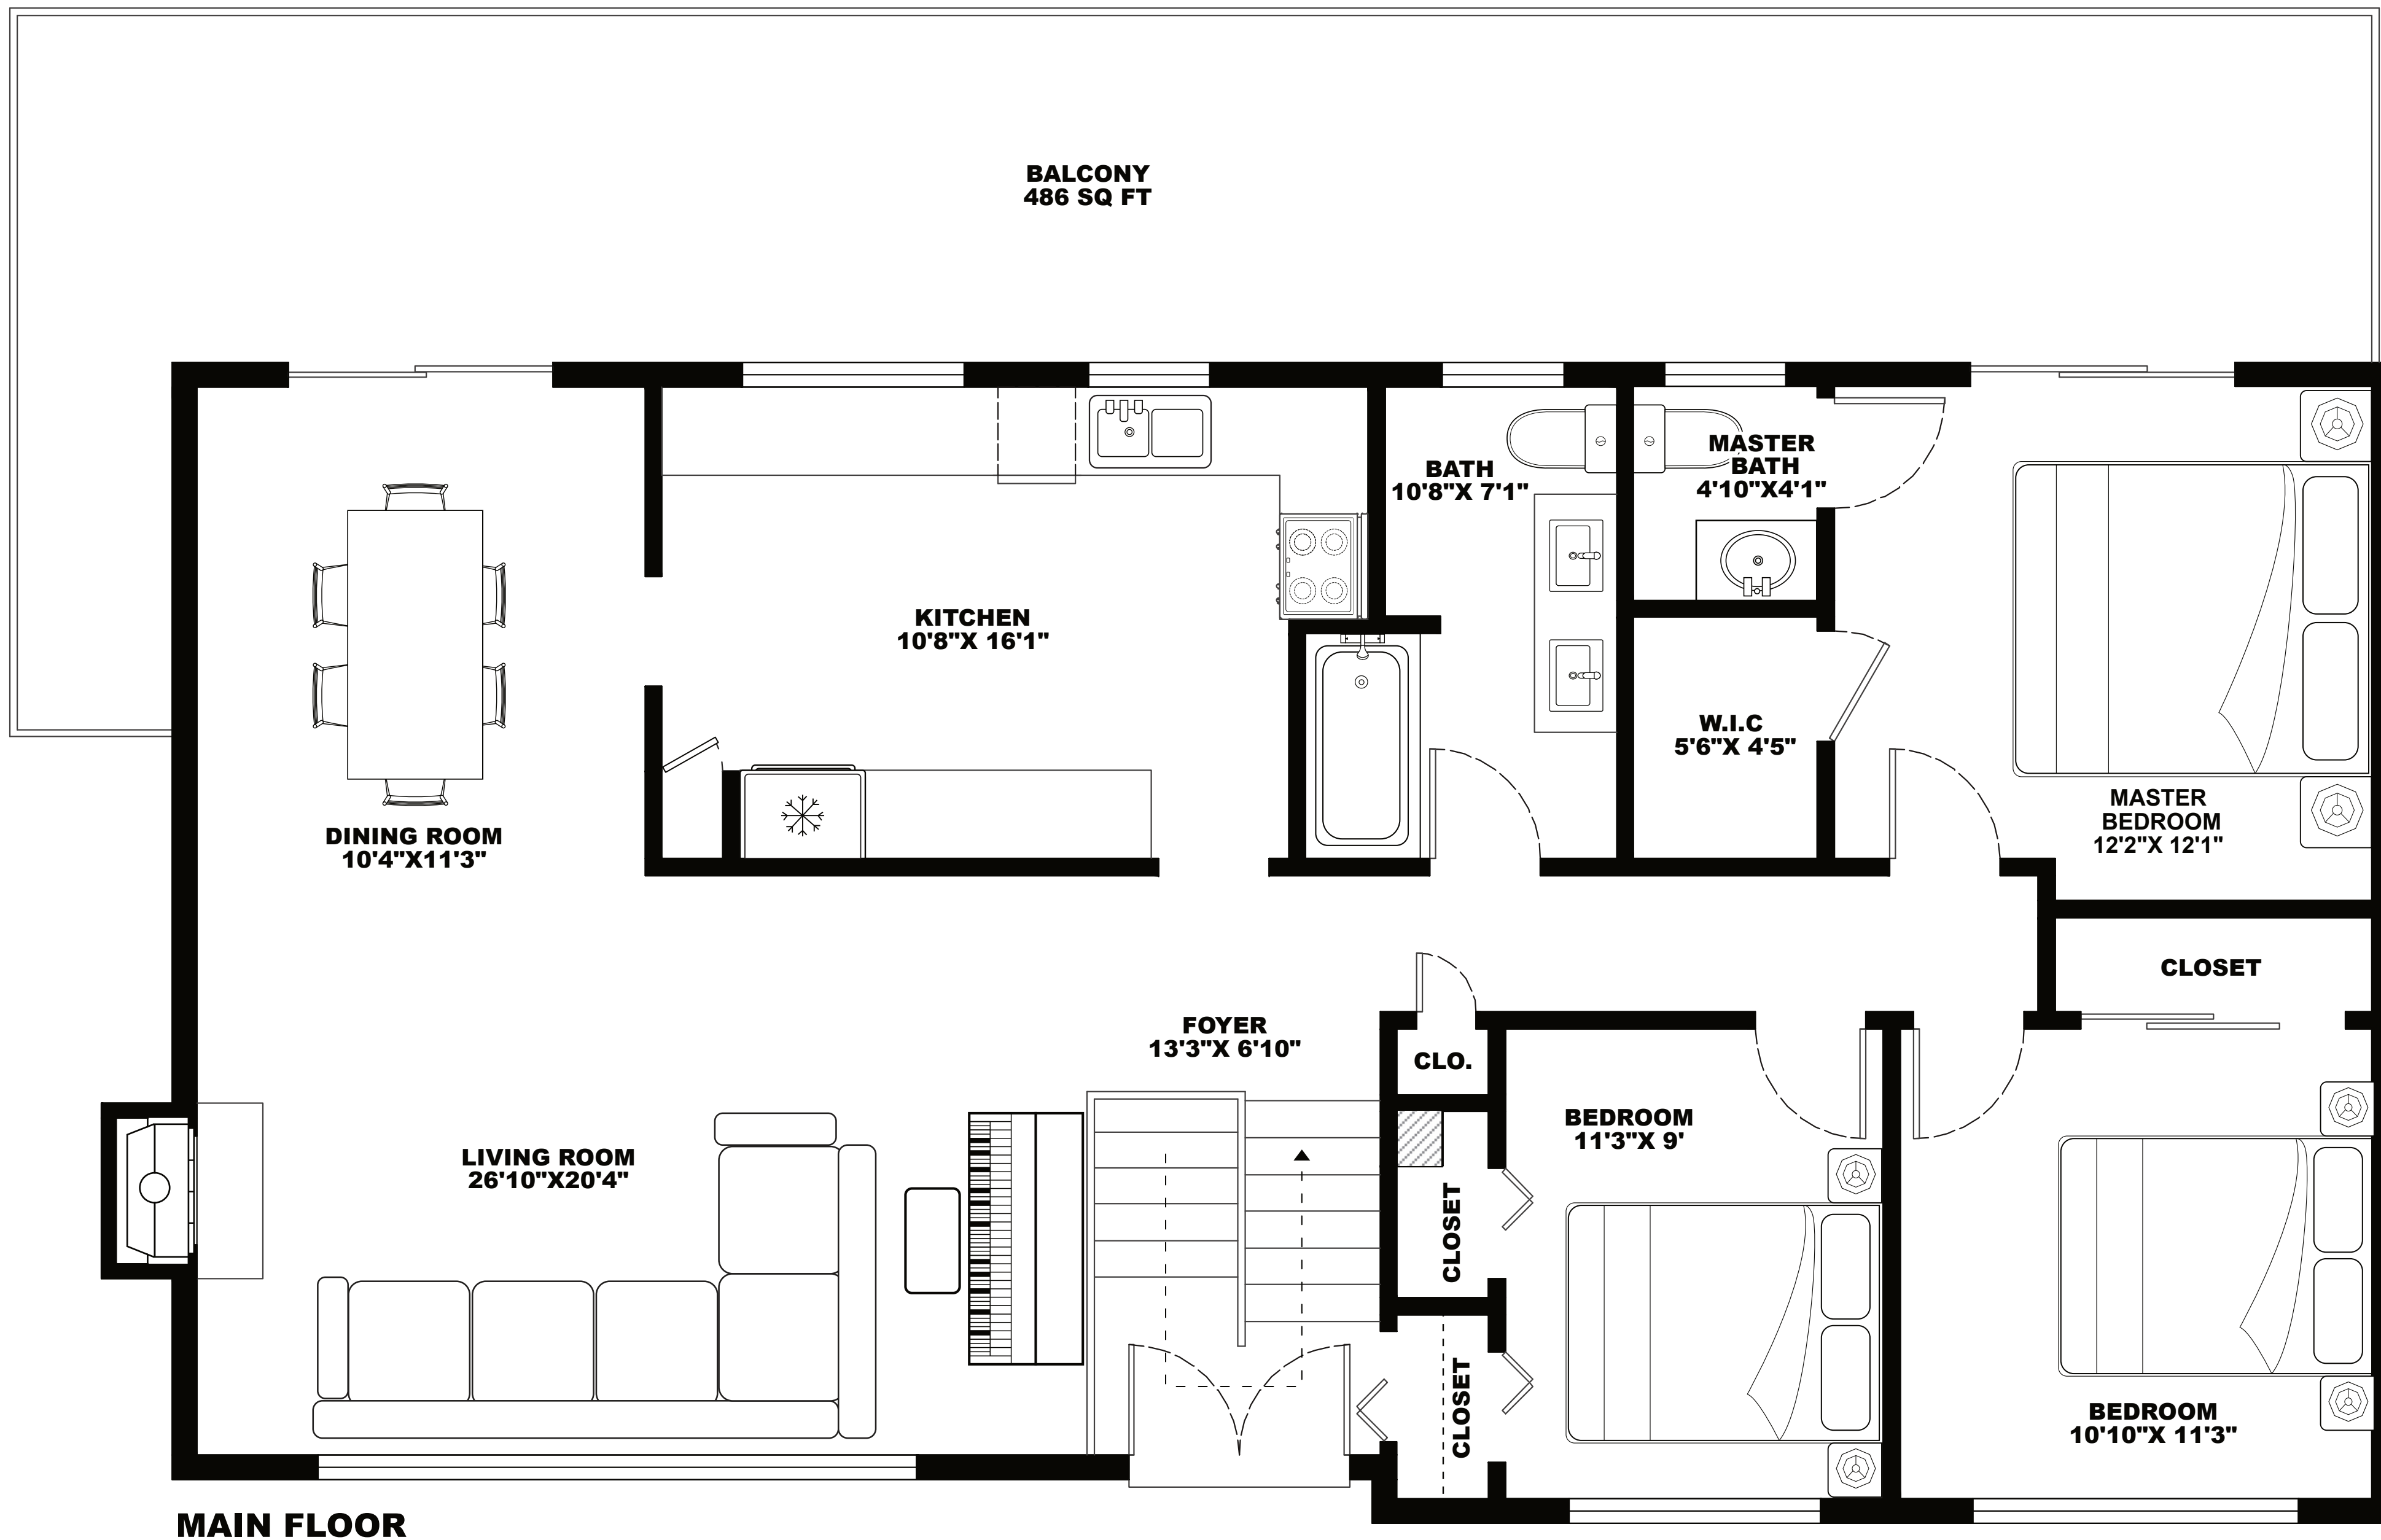 BALCONY
486 SQ FT
MASTER
BATH
4'10"X4'1"
BATH
10'8"X 7'1"
KITCHEN
10'8"X 16'1"
W.I.C
5'6"X 4'5"
MASTER
BEDROOM
12'2"X 12'1"
DINING ROOM
10'4"X11'3"
CLOSET
FOYER
13'3"X 6'10"
CLO.
BEDROOM
11'3"X 9'
LIVING ROOM
26'10"X20'4"
CLOSET
CLOSET
BEDROOM
10'10"X 11'3"
MAIN FLOOR